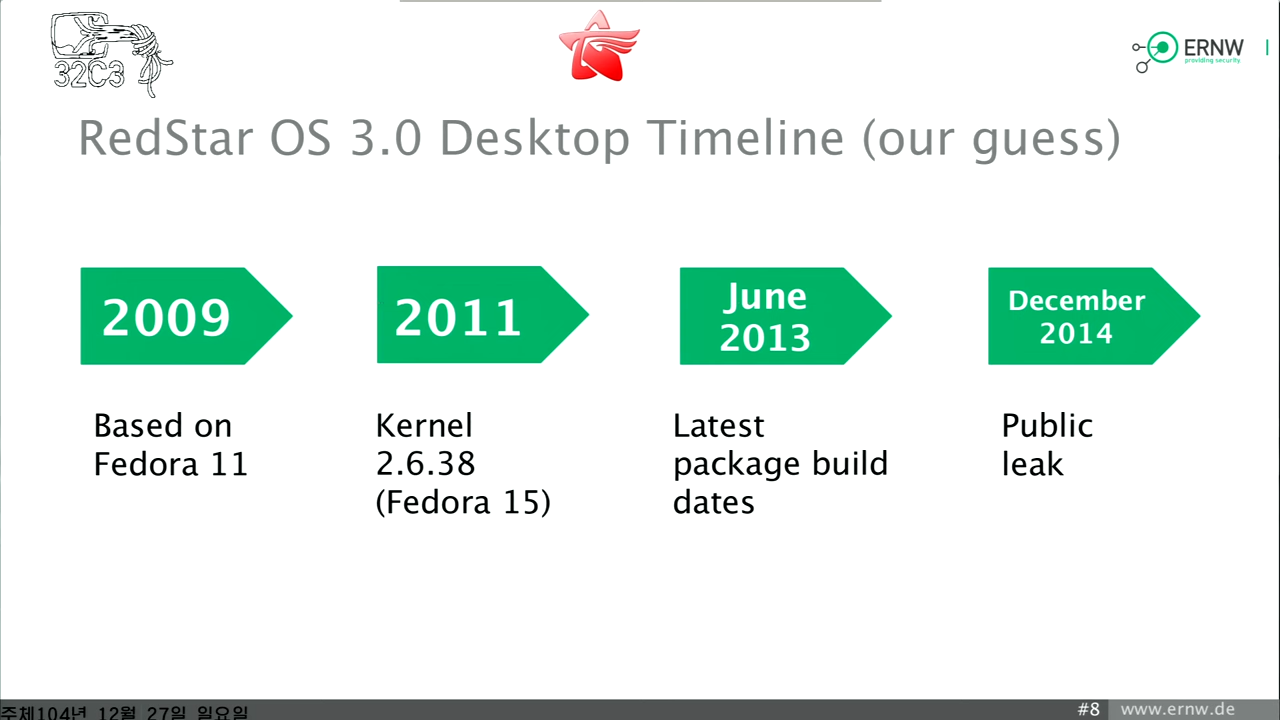 32C3
ERNW
providing security.
RedStar OS 3.0 Desktop Timeline (our guess)
2009
2011
June
2013
December
2014
Based on
Fedora 11
Kernel
2.6.38
(Fedora 15)
Latest
package build
dates
Public
leak
주체104년 12월 27일 일요일
#8
www.ernw.de